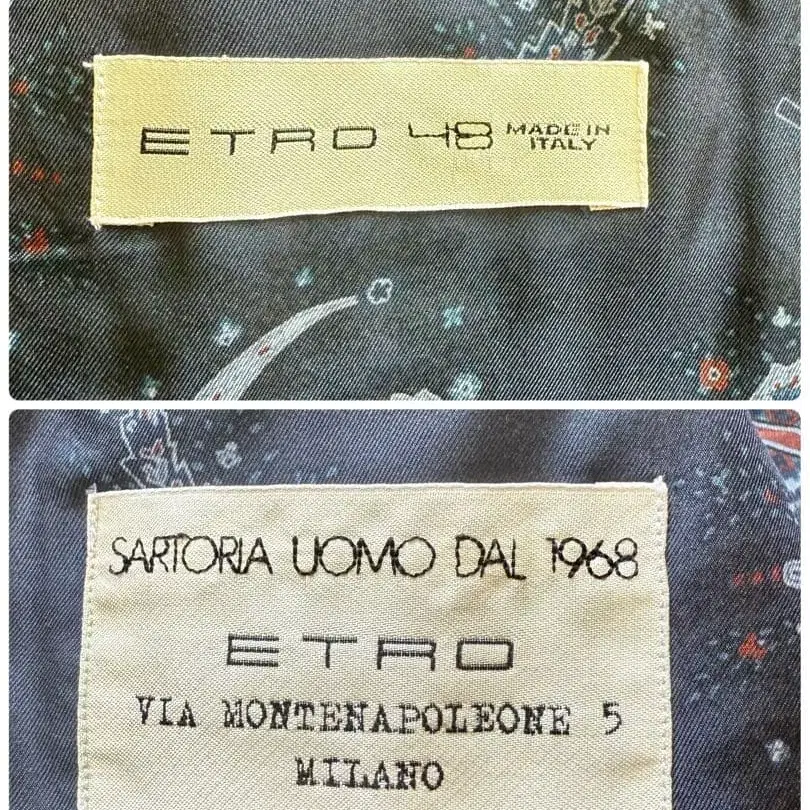 ETRO 48 MADE IN
ITALY
SARTORIA UOMO DAL 1968
ETRO
VIA MONTENAPOLEONE 5
MILANO